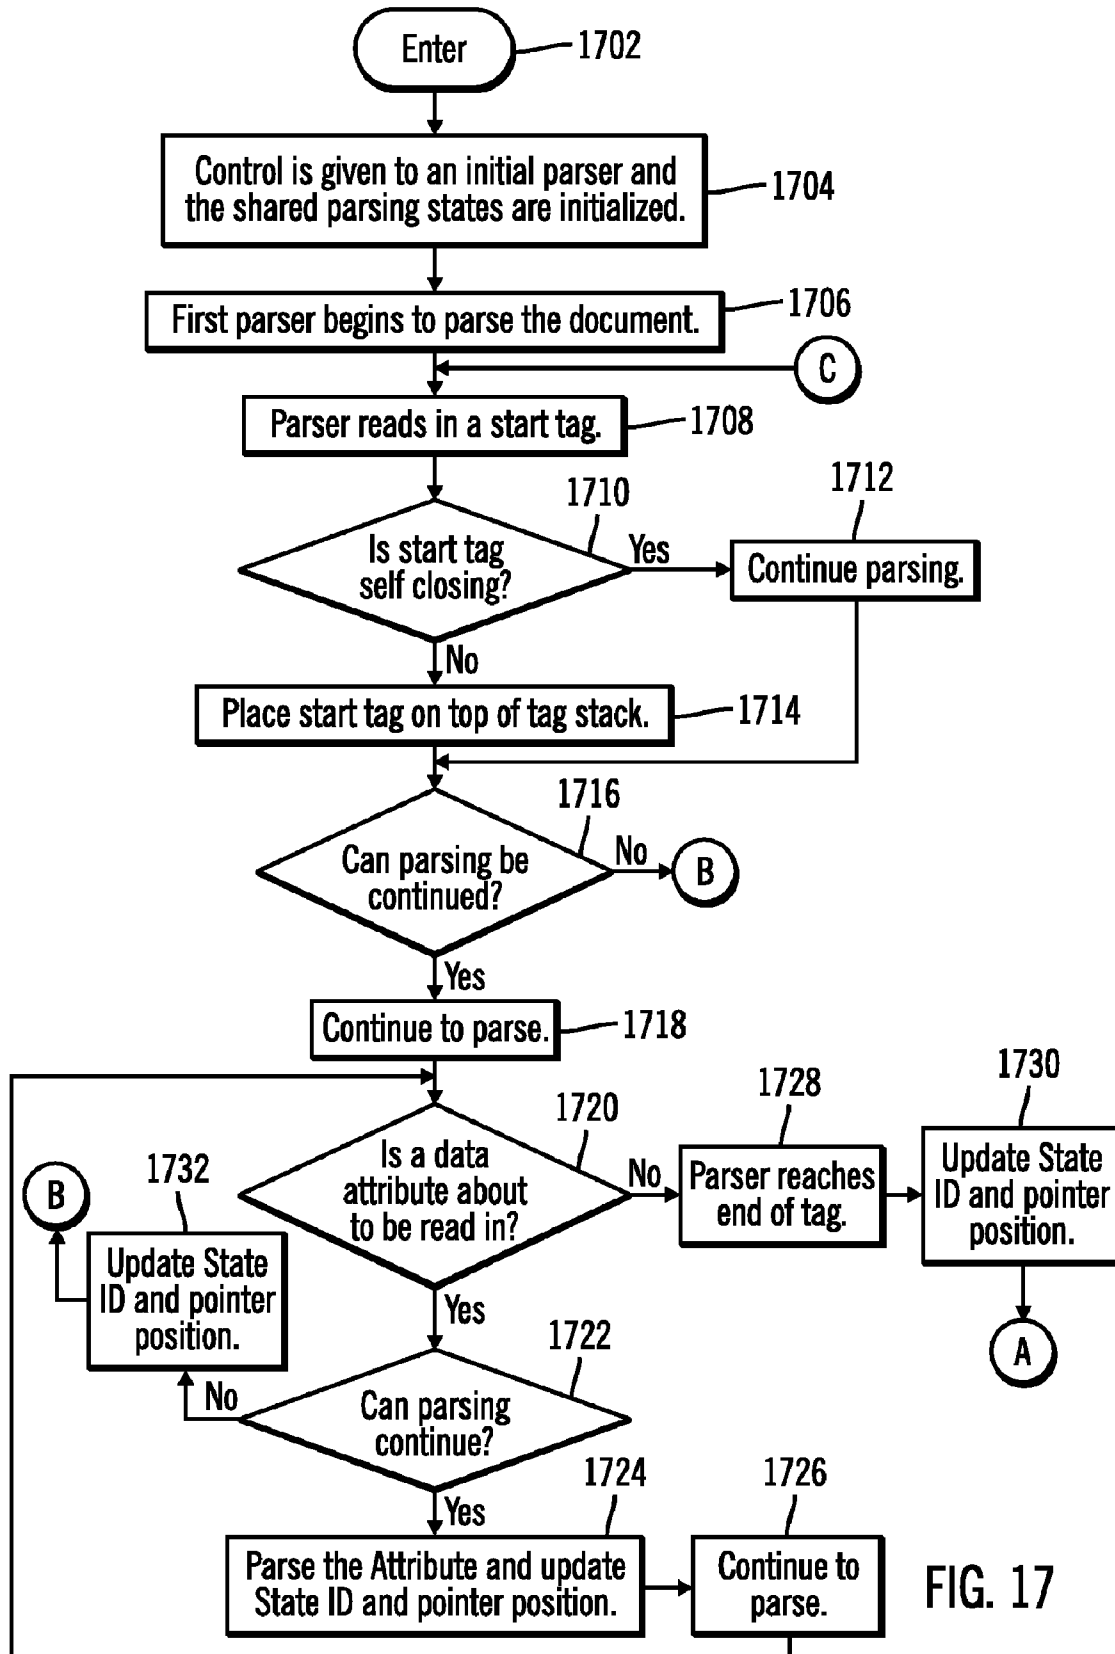 Enter
1702
Control is given to an initial parser and
the shared parsing states are initialized.
1704
First parser begins to parse the document.
1706
C
Parser reads in a start tag.
1708
1710
Is start tag
self closing?
Yes
1712
Continue parsing.
No
Place start tag on top of tag stack.
1714
1716
Can parsing be
continued?
No
B
Yes
Continue to parse.
1718
1720
Is a data
attribute about
to be read in?
No
1728
Parser reaches
end of tag.
1730
Update State
ID and pointer
position.
A
B
1732
Update State
ID and pointer
position.
Yes
1722
Can parsing
continue?
No
Yes
1724
Parse the Attribute and update
State ID and pointer position.
1726
Continue to
parse.
FIG. 17